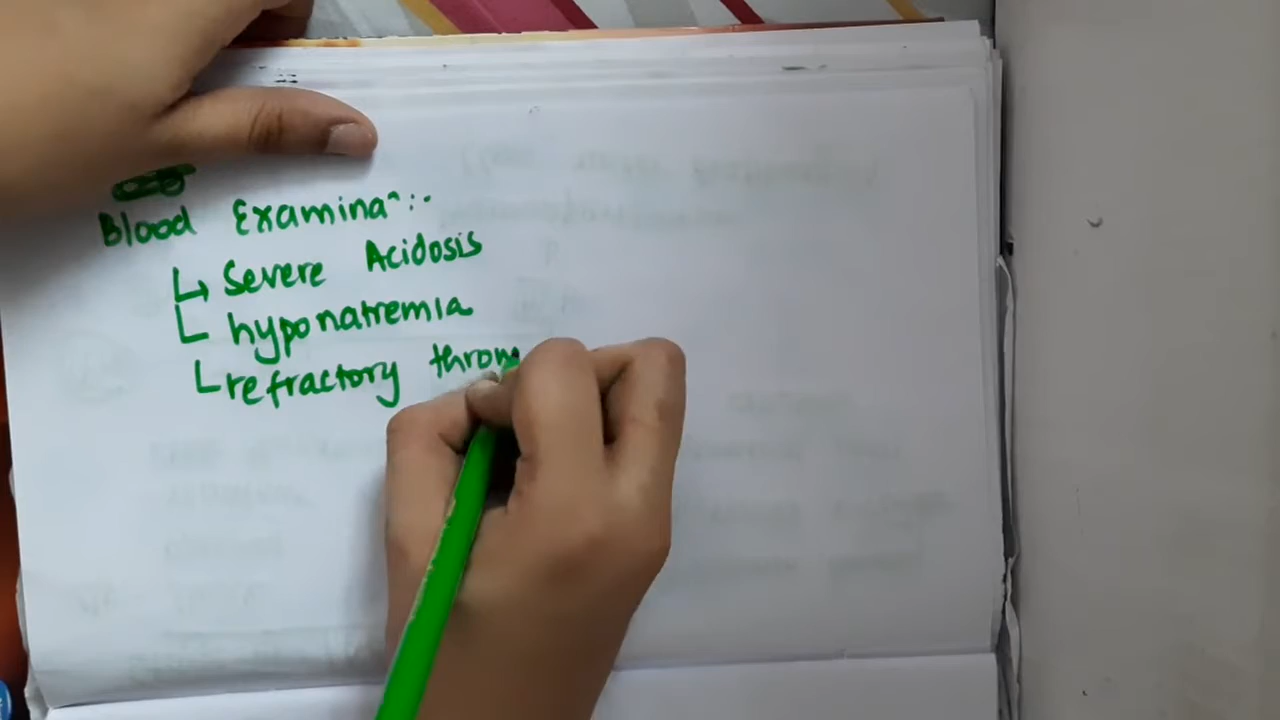 Blood Examinaⁿ:-
↳ Severe Acidosis
└ hyponatremia
└ refractory throm